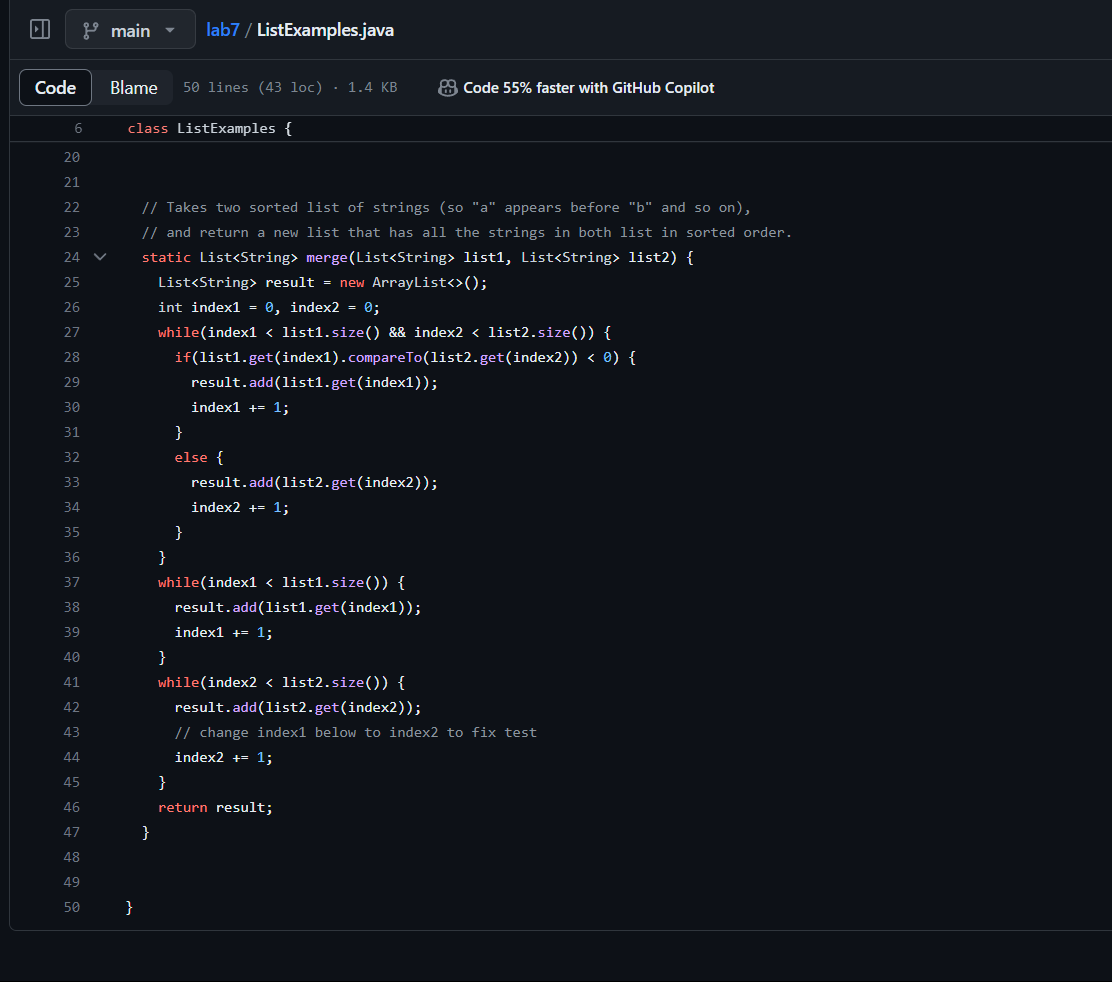 main
lab7 / ListExamples.java
Code Blame 50 lines (43 loc) · 1.4 KB Code 55% faster with GitHub Copilot
6 class ListExamples {
20
21
22 // Takes two sorted list of strings (so "a" appears before "b" and so on),
23 // and return a new list that has all the strings in both list in sorted order.
24 static List<String> merge(List<String> list1, List<String> list2) {
25 List<String> result = new ArrayList<>();
26 int index1 = 0, index2 = 0;
27 while(index1 < list1.size() && index2 < list2.size()) {
28 if(list1.get(index1).compareTo(list2.get(index2)) < 0) {
29 result.add(list1.get(index1));
30 index1 += 1;
31 }
32 else {
33 result.add(list2.get(index2));
34 index2 += 1;
35 }
36 }
37 while(index1 < list1.size()) {
38 result.add(list1.get(index1));
39 index1 += 1;
40 }
41 while(index2 < list2.size()) {
42 result.add(list2.get(index2));
43 // change index1 below to index2 to fix test
44 index2 += 1;
45 }
46 return result;
47 }
48
49
50 }